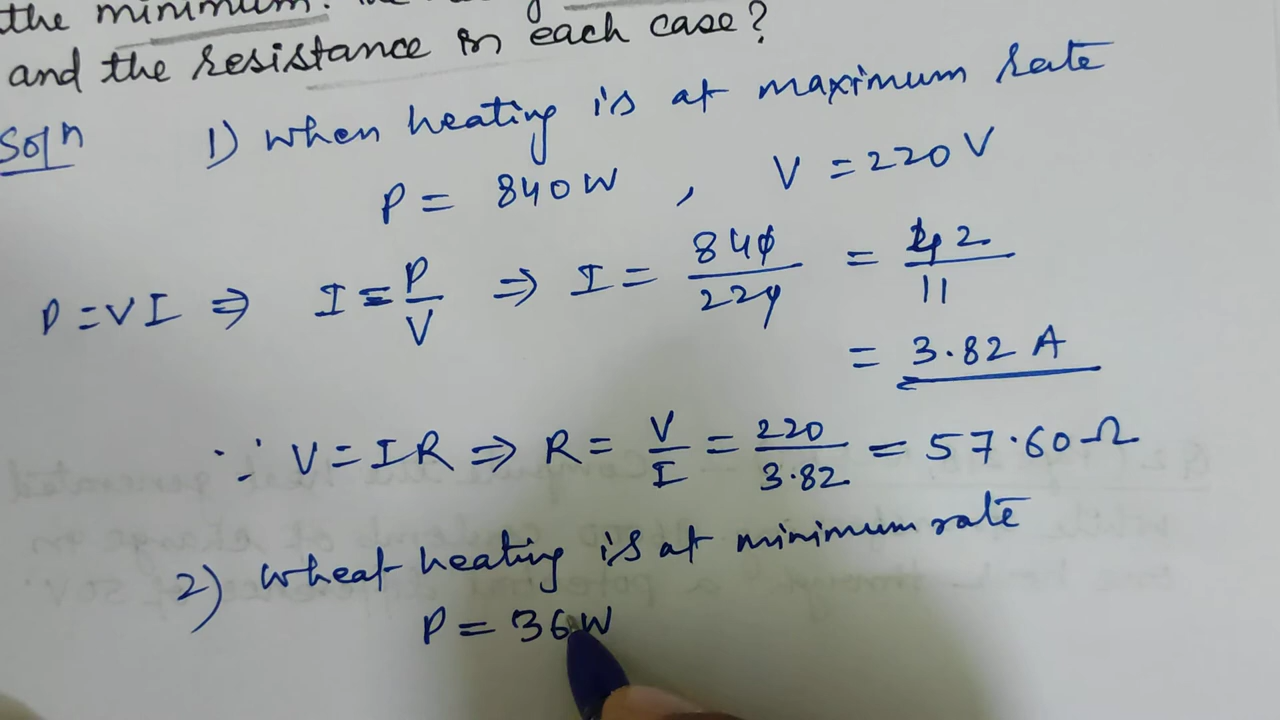 the minimum.
and the resistance in each case?
Soln 1) when heating is at maximum rate
P = 840W , V = 220 V
P = VI ⇒ I = P/V ⇒ I = 840/220 = 42/11
= 3.82 A
∵ V = IR ⇒ R = V/I = 220/3.82 = 57.60 Ω
2) wheat heating is at minimum rate
P = 36W